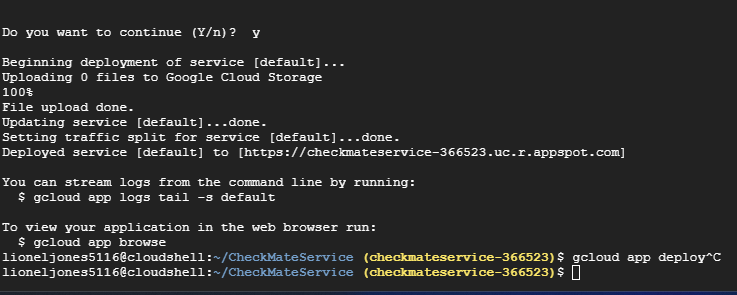 Do you want to continue (Y/n)?  y
Beginning deployment of service [default]...
Uploading 0 files to Google Cloud Storage
100%
File upload done.
Updating service [default]...done.
Setting traffic split for service [default]...done.
Deployed service [default] to [https://checkmateservice-366523.uc.r.appspot.com]
You can stream logs from the command line by running:
  $ gcloud app logs tail -s default
To view your application in the web browser run:
  $ gcloud app browse
lioneljones5116@cloudshell:~/CheckMateService (checkmateservice-366523)$ gcloud app deploy^C
lioneljones5116@cloudshell:~/CheckMateService (checkmateservice-366523)$